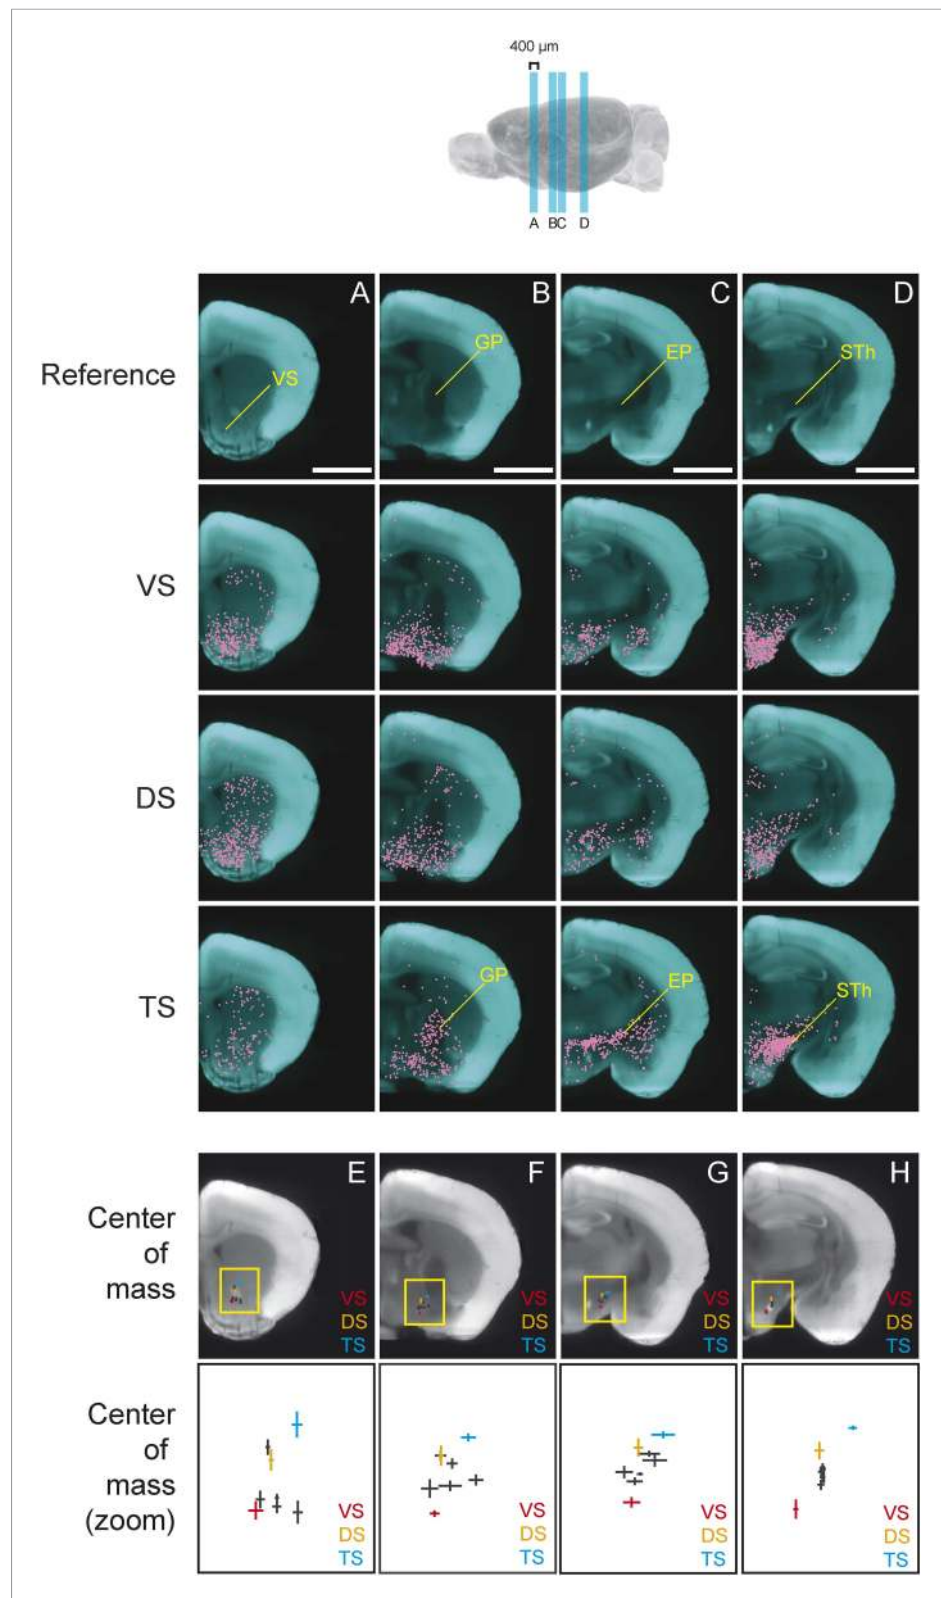 400 µm
A B C D
A B C D
Reference
VS GP EP STh
VS
DS
TS
GP EP STh
E F G H
Center
of
mass
VS VS VS VS
DS DS DS DS
TS TS TS TS
Center
of
mass
(zoom)
VS VS VS VS
DS DS DS DS
TS TS TS TS